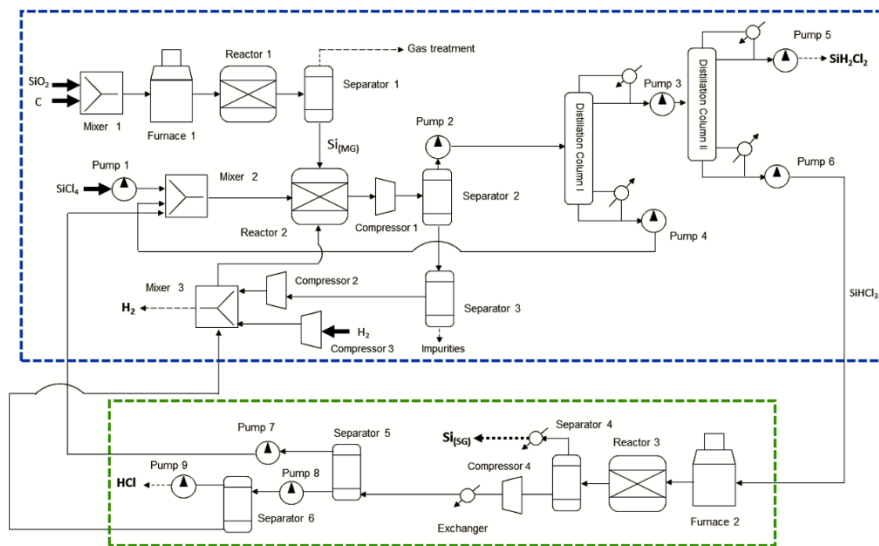 SiO₂
C
Mixer 1
Furnace 1
Reactor 1
Separator 1
Gas treatment
Si(MG)
Pump 1
SiCl₄
Mixer 2
Reactor 2
Compressor 1
Pump 2
Separator 2
Distillation Column I
Pump 3
Pump 4
Distillation Column II
Pump 5
SiH₂Cl₂
Pump 6
SiHCl₃
Mixer 3
H₂
Compressor 2
H₂
Compressor 3
Separator 3
Impurities
Pump 7
Separator 5
Si(SG)
Separator 4
Reactor 3
Furnace 2
Compressor 4
Exchanger
Pump 8
Pump 9
HCl
Separator 6